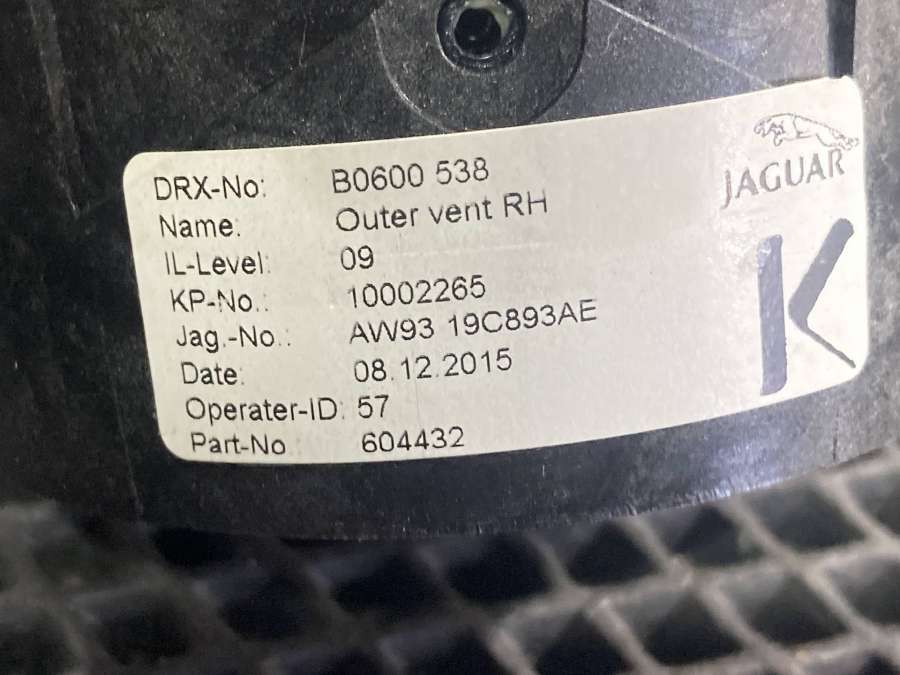 DRX-No: B0600 538
Name: Outer vent RH
IL-Level: 09
KP-No.: 10002265
Jag.-No.: AW93 19C893AE
Date: 08.12.2015
Operater-ID: 57
Part-No 604432
JAGUAR
K